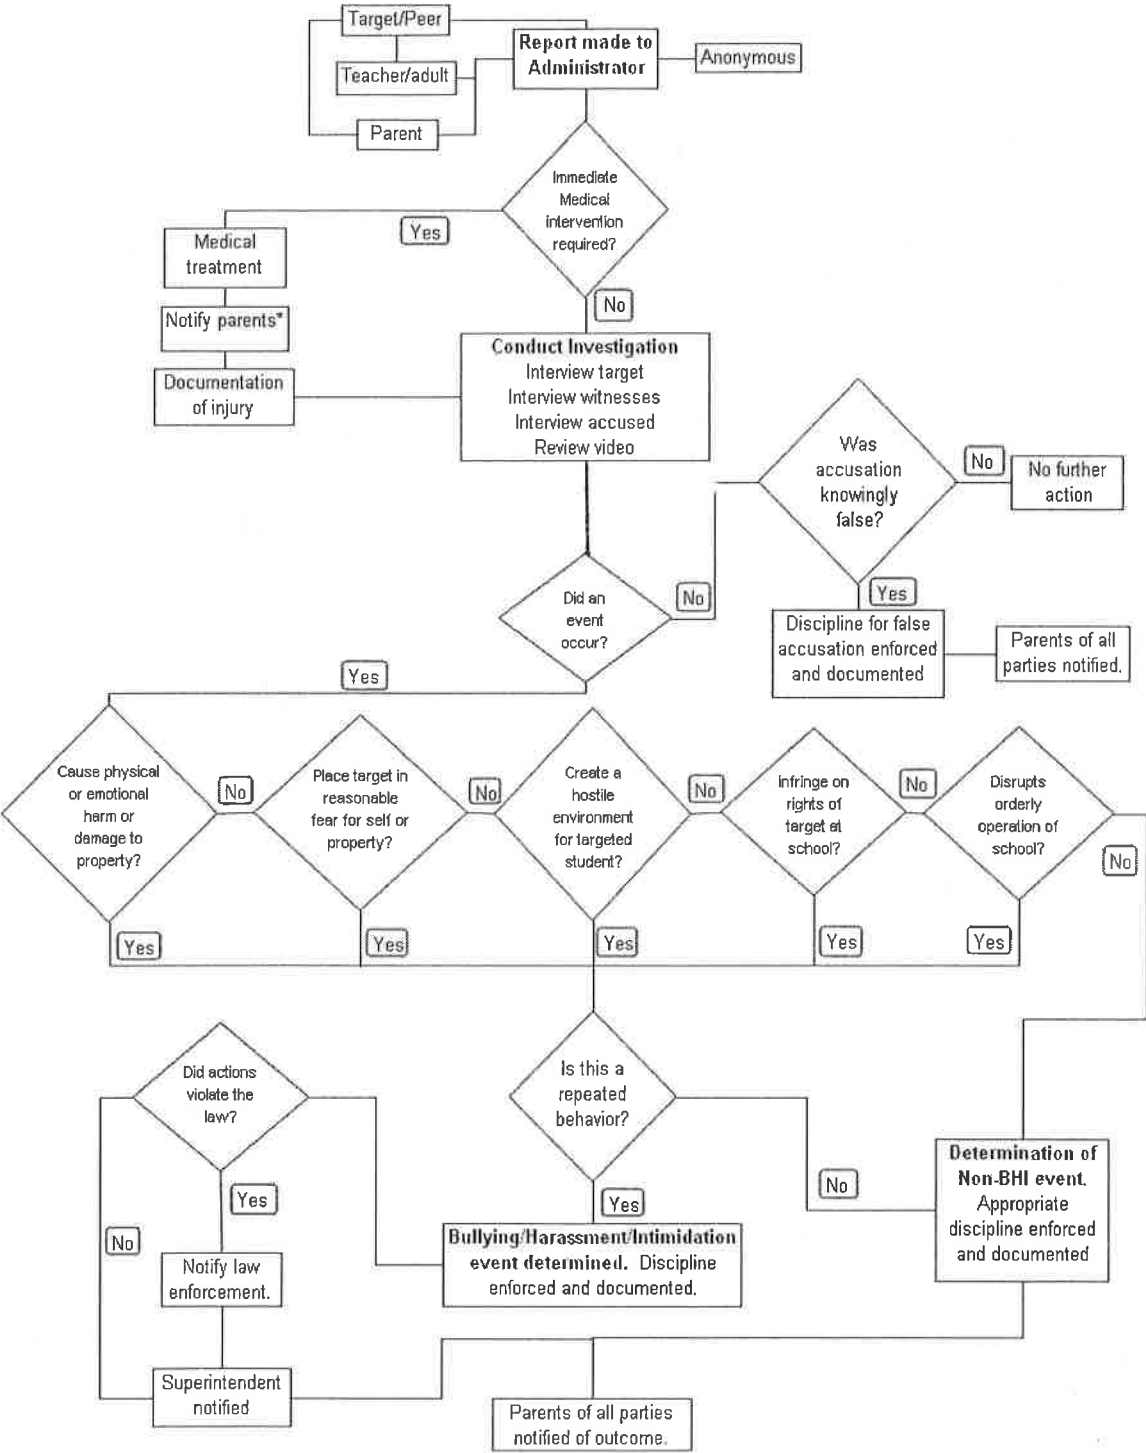 Target/Peer
Report made to
Administrator
Anonymous
Teacher/adult
Parent
Immediate
Medical
intervention
required?
Yes
Medical
treatment
No
Notify parents*
Conduct Investigation
Interview target
Interview witnesses
Interview accused
Review video
Documentation
of injury
Was
accusation
knowingly
false?
No
No further
action
Did an
event
occur?
No
Yes
Discipline for false
accusation enforced
and documented
Parents of all
parties notified.
Yes
Cause physical
or emotional
harm or
damage to
property?
No
Place target in
reasonable
fear for self or
property?
No
Create a
hostile
environment
for targeted
student?
No
Infringe on
rights of
target at
school?
No
Disrupts
orderly
operation of
school?
No
Yes
Yes
Yes
Yes
Yes
Did actions
violate the
law?
Is this a
repeated
behavior?
Yes
No
Yes
No
Determination of
Non-BHI event.
Appropriate
discipline enforced
and documented
Notify law
enforcement.
Bullying/Harassment/Intimidation
event determined. Discipline
enforced and documented.
Superintendent
notified
Parents of all parties
notified of outcome.